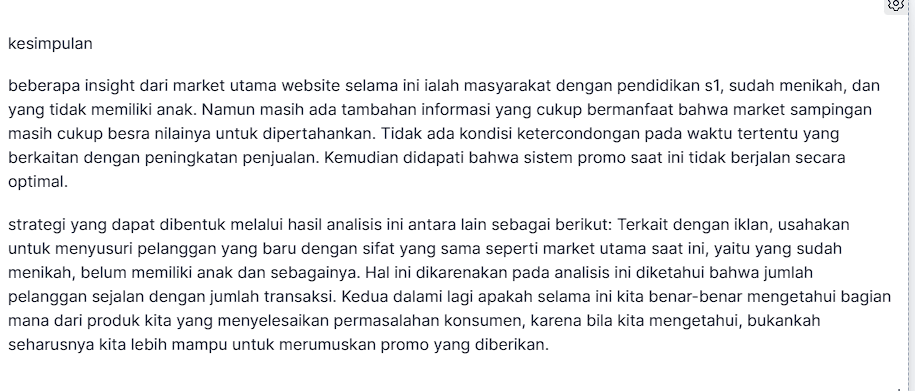 kesimpulan
beberapa insight dari market utama website selama ini ialah masyarakat dengan pendidikan s1, sudah menikah, dan
yang tidak memiliki anak. Namun masih ada tambahan informasi yang cukup bermanfaat bahwa market sampingan
masih cukup besra nilainya untuk dipertahankan. Tidak ada kondisi ketercondongan pada waktu tertentu yang
berkaitan dengan peningkatan penjualan. Kemudian didapati bahwa sistem promo saat ini tidak berjalan secara
optimal.
strategi yang dapat dibentuk melalui hasil analisis ini antara lain sebagai berikut: Terkait dengan iklan, usahakan
untuk menyusuri pelanggan yang baru dengan sifat yang sama seperti market utama saat ini, yaitu yang sudah
menikah, belum memiliki anak dan sebagainya. Hal ini dikarenakan pada analisis ini diketahui bahwa jumlah
pelanggan sejalan dengan jumlah transaksi. Kedua dalami lagi apakah selama ini kita benar-benar mengetahui bagian
mana dari produk kita yang menyelesaikan permasalahan konsumen, karena bila kita mengetahui, bukankah
seharusnya kita lebih mampu untuk merumuskan promo yang diberikan.